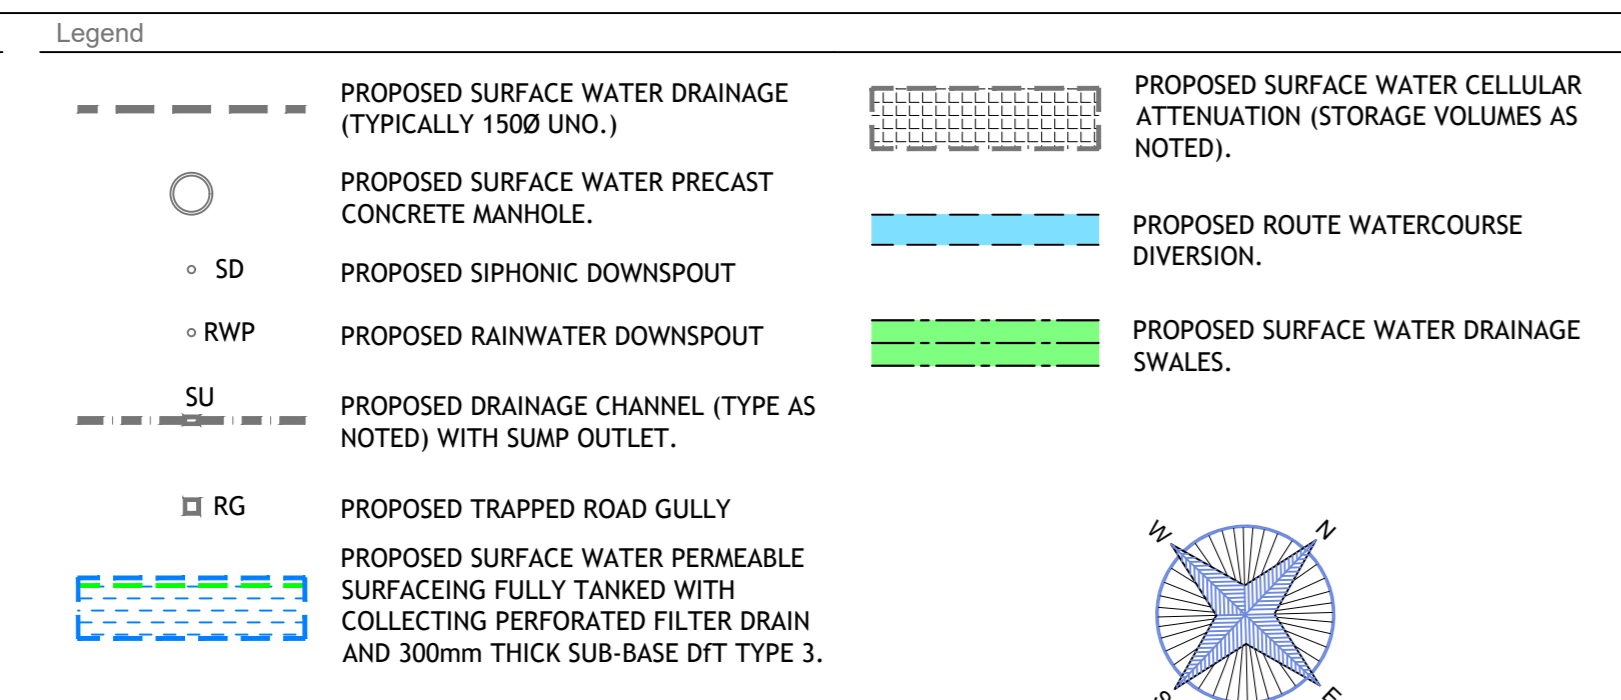 Legend
PROPOSED SURFACE WATER DRAINAGE
(TYPICALLY 150Ø UNO.)
PROPOSED SURFACE WATER PRECAST
CONCRETE MANHOLE.
SD
PROPOSED SIPHONIC DOWNSPOUT
RWP
PROPOSED RAINWATER DOWNSPOUT
SU
PROPOSED DRAINAGE CHANNEL (TYPE AS
NOTED) WITH SUMP OUTLET.
RG
PROPOSED TRAPPED ROAD GULLY
PROPOSED SURFACE WATER PERMEABLE
SURFACEING FULLY TANKED WITH
COLLECTING PERFORATED FILTER DRAIN
AND 300mm THICK SUB-BASE DfT TYPE 3.
PROPOSED SURFACE WATER CELLULAR
ATTENUATION (STORAGE VOLUMES AS
NOTED).
PROPOSED ROUTE WATERCOURSE
DIVERSION.
PROPOSED SURFACE WATER DRAINAGE
SWALES.
W
N
S
E